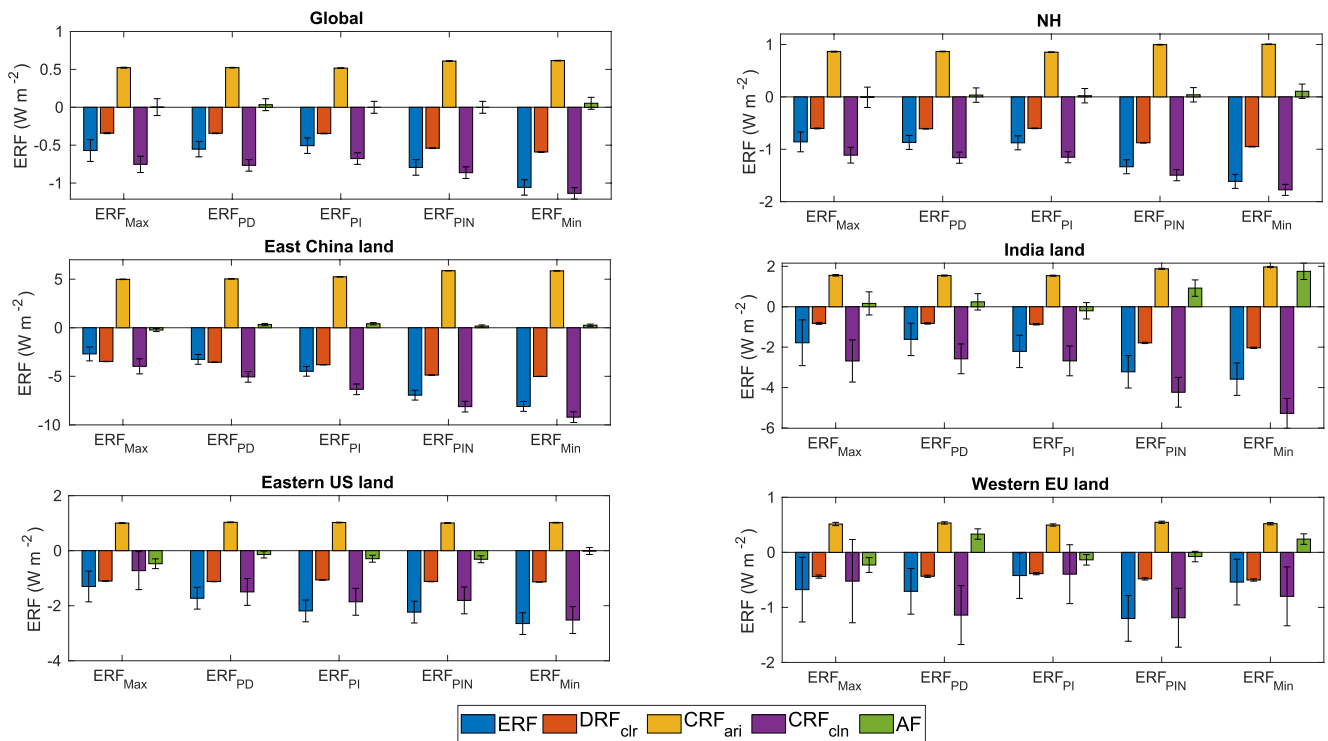 Global
ERF (W m⁻²)
1
0.5
0
-0.5
-1
ERF_Max ERF_PD ERF_PI ERF_PIN ERF_Min
NH
ERF (W m⁻²)
1
0
-1
-2
ERF_Max ERF_PD ERF_PI ERF_PIN ERF_Min
East China land
ERF (W m⁻²)
5
0
-5
-10
ERF_Max ERF_PD ERF_PI ERF_PIN ERF_Min
India land
ERF (W m⁻²)
2
0
-2
-4
-6
ERF_Max ERF_PD ERF_PI ERF_PIN ERF_Min
Eastern US land
ERF (W m⁻²)
2
0
-2
-4
ERF_Max ERF_PD ERF_PI ERF_PIN ERF_Min
Western EU land
ERF (W m⁻²)
1
0
-1
-2
ERF_Max ERF_PD ERF_PI ERF_PIN ERF_Min
ERF DRF_clr CRF_ari CRF_cln AF